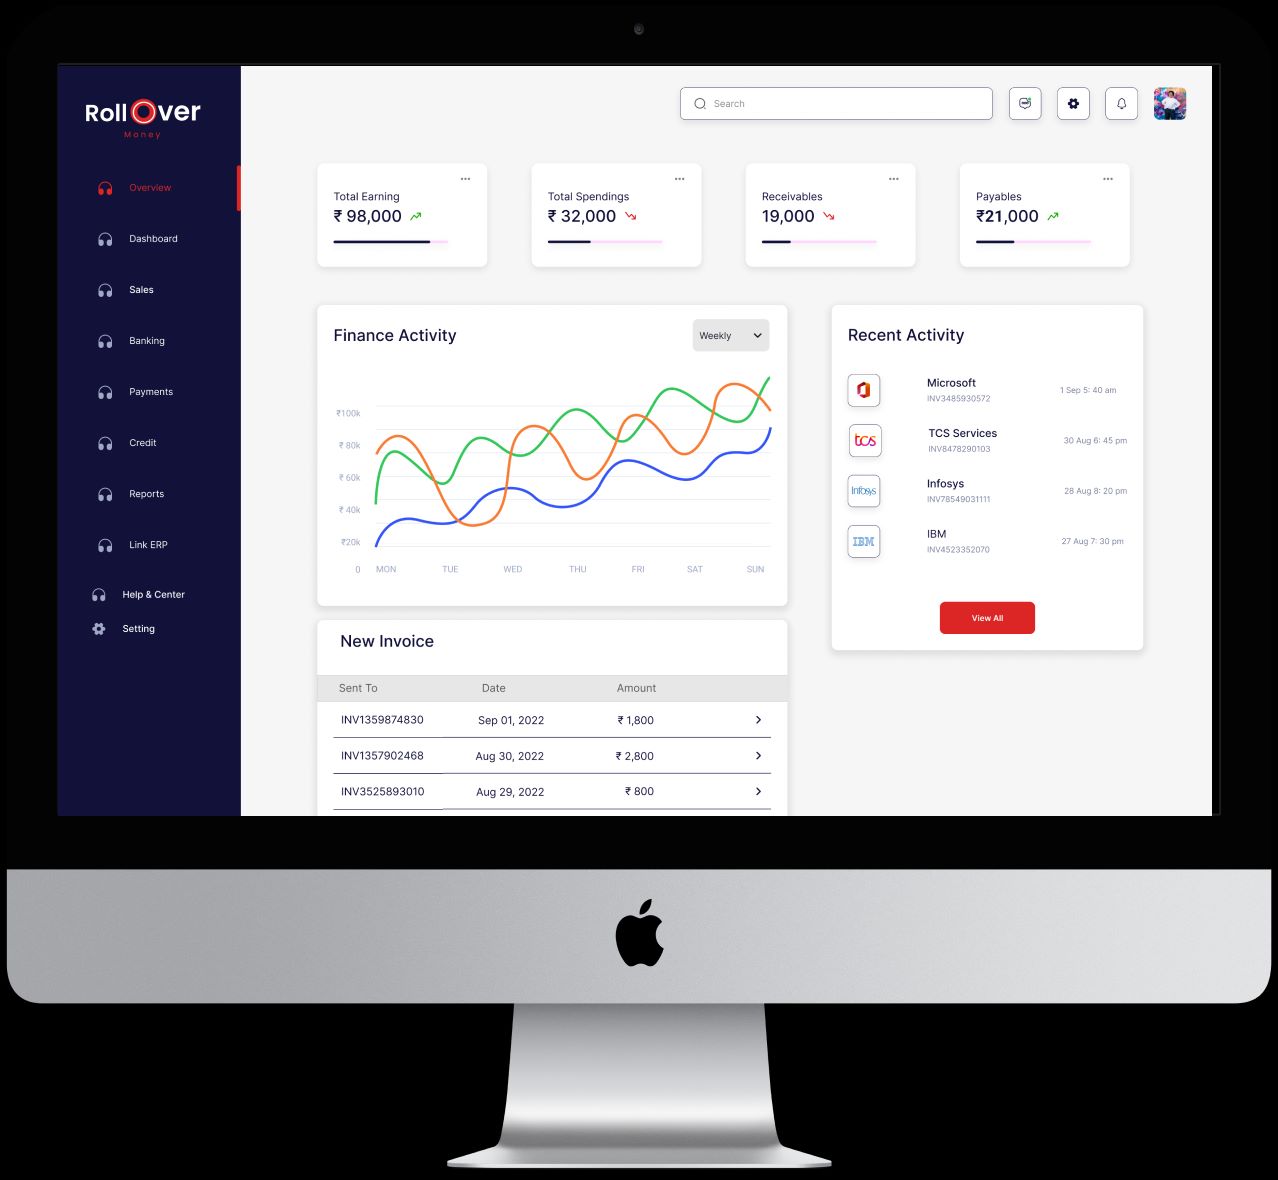 RollOver
Money
Search
Overview
Dashboard
Sales
Banking
Payments
Credit
Reports
Link ERP
Help & Center
Setting
Total Earning
₹ 98,000
Total Spendings
₹ 32,000
Receivables
19,000
Payables
₹21,000
Finance Activity
Weekly
₹100k
₹ 80k
₹ 60k
₹ 40k
₹20k
0 MON TUE WED THU FRI SAT SUN
Recent Activity
Microsoft
INV3485930572
1 Sep 5: 40 am
tcs
TCS Services
INV8478290103
30 Aug 6: 45 pm
Infosys
Infosys
INV78549031111
28 Aug 8: 20 pm
IBM
IBM
INV4523352070
27 Aug 7: 30 pm
View All
New Invoice
Sent To Date Amount
INV1359874830 Sep 01, 2022 ₹ 1,800
INV1357902468 Aug 30, 2022 ₹ 2,800
INV3525893010 Aug 29, 2022 ₹ 800